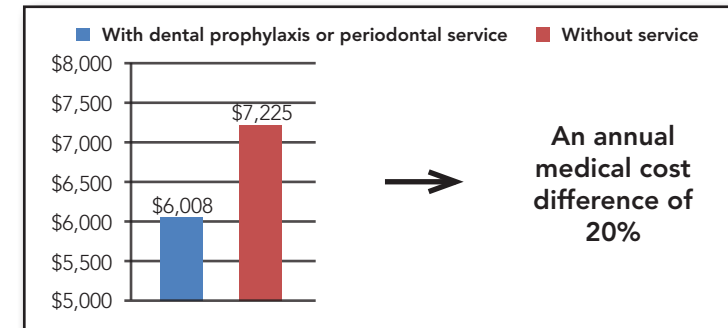 With dental prophylaxis or periodontal service Without service
$8,000
$7,500
$7,000
$6,500
$6,000
$5,500
$5,000
$6,008
$7,225
An annual
medical cost
difference of
20%